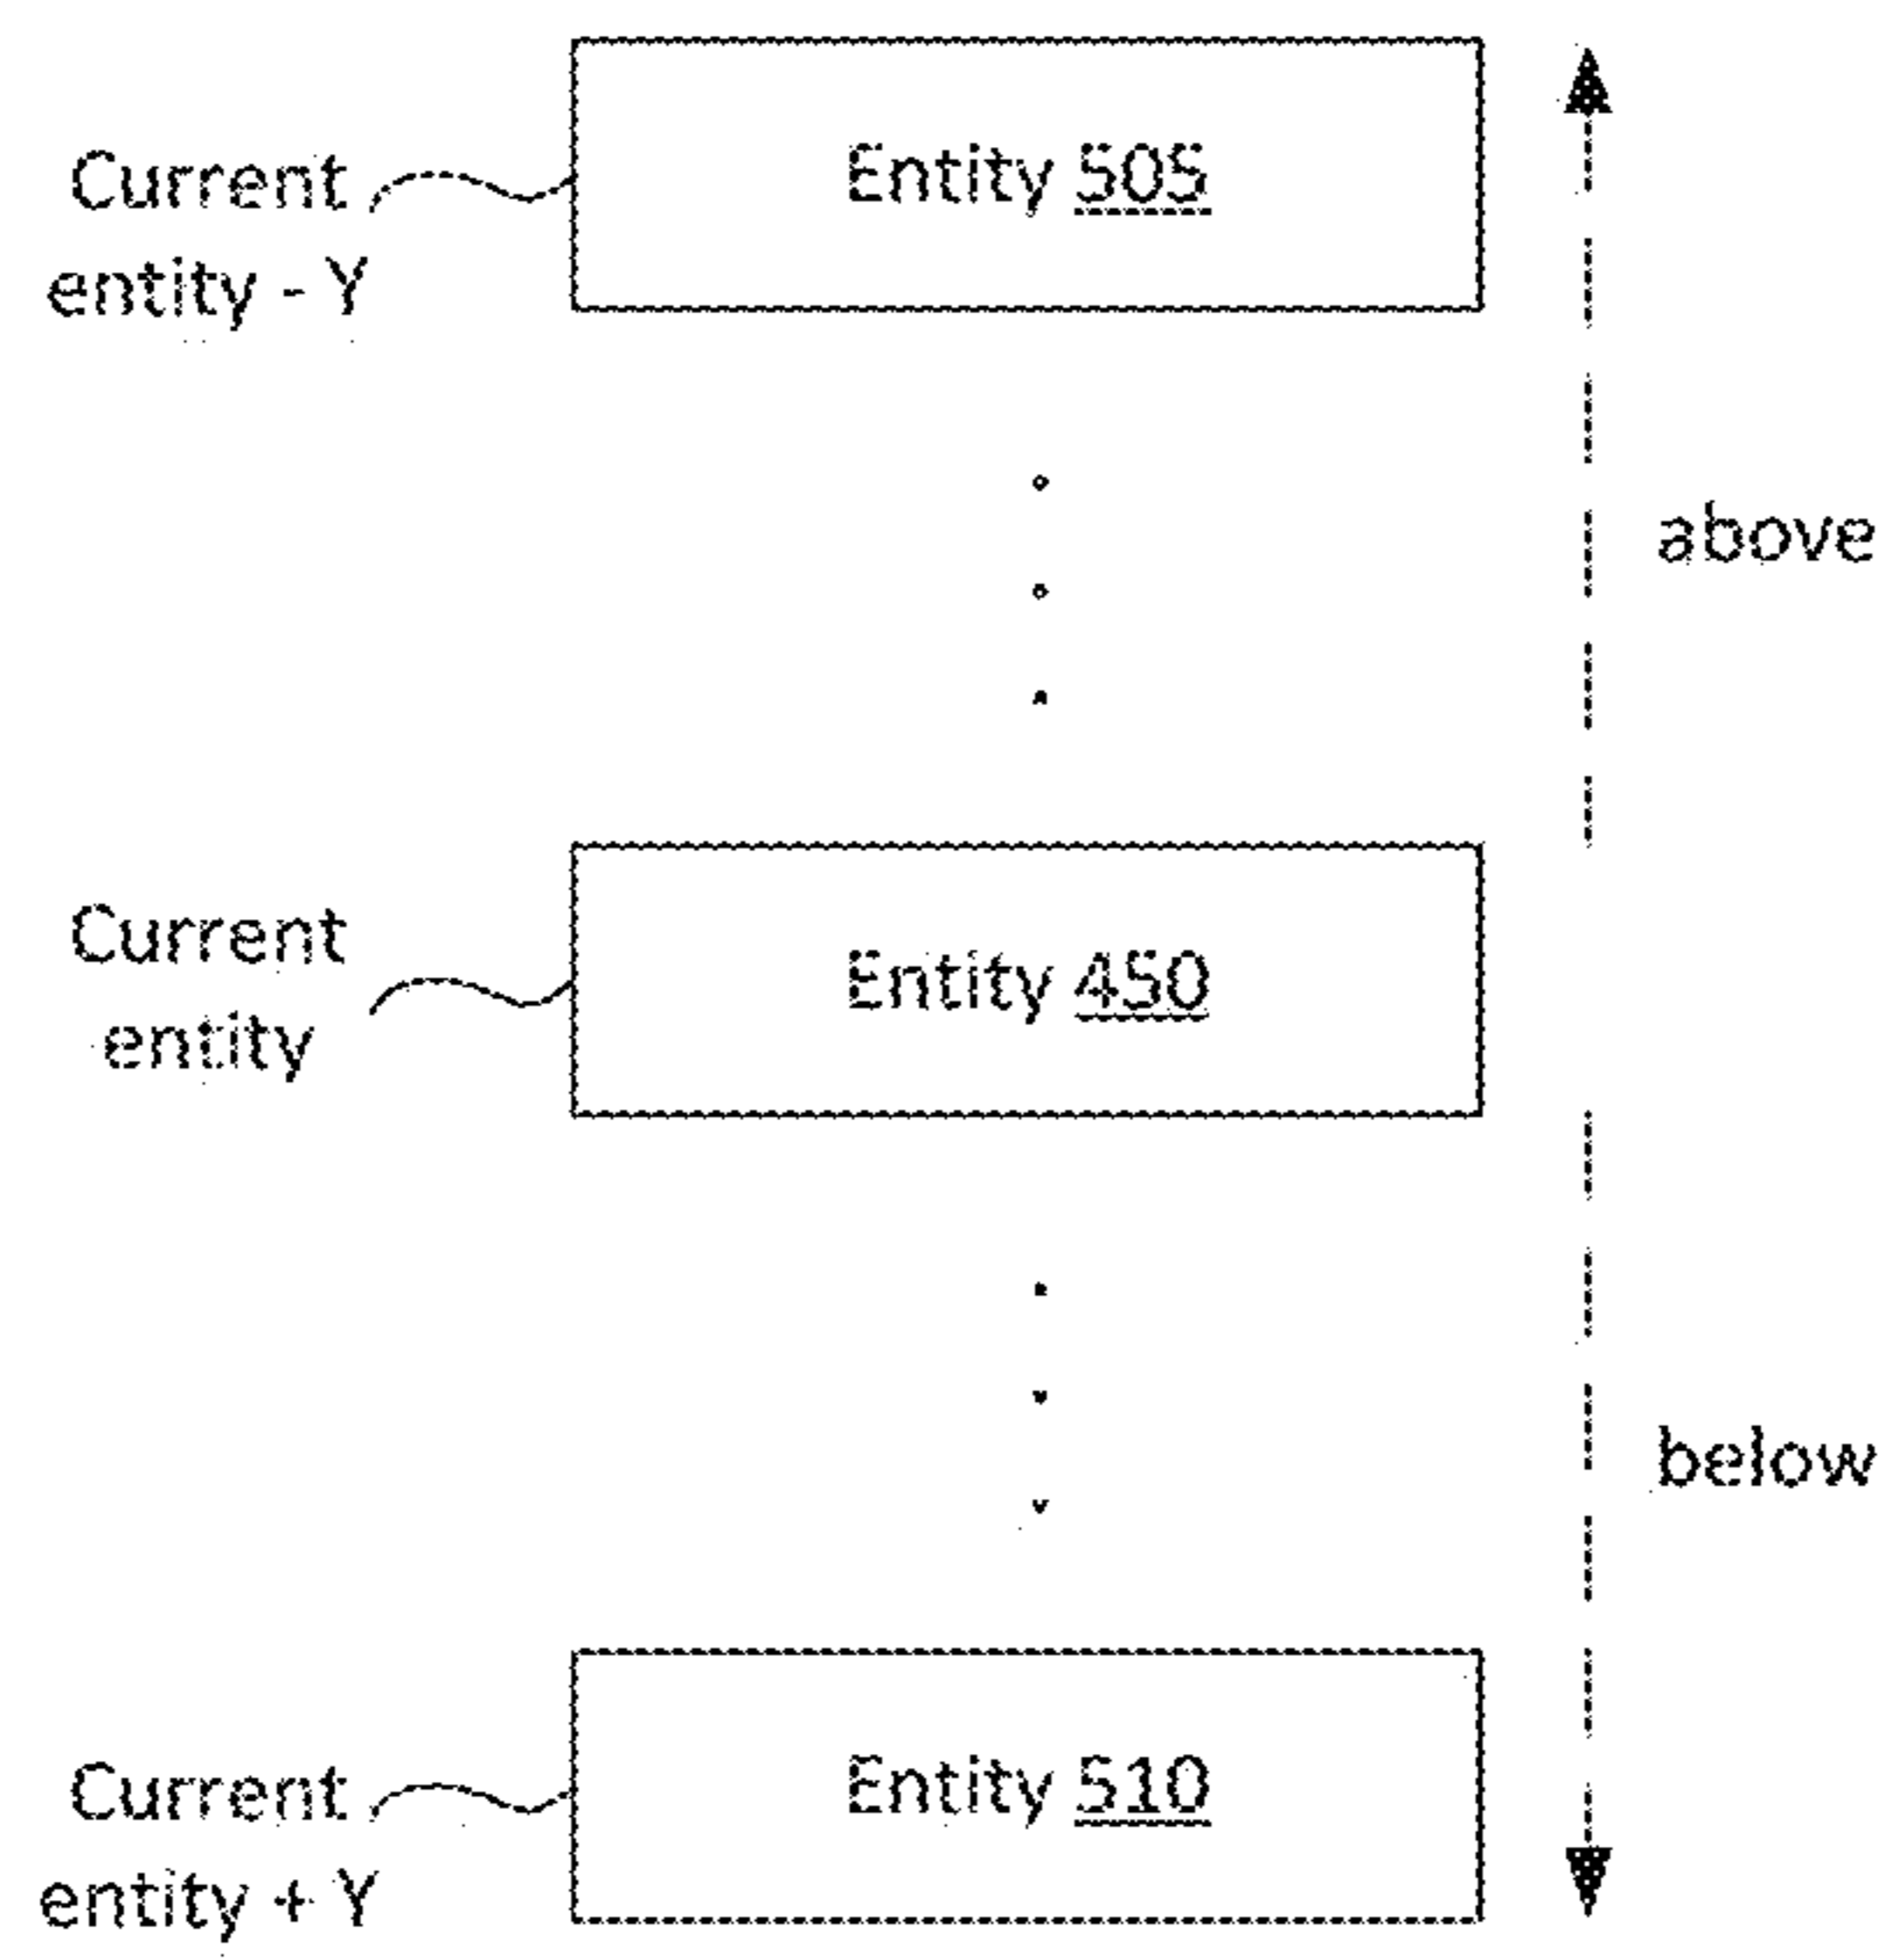 Current
entity - Y
Entity 505
above
Current
entity
Entity 450
below
Current
entity + Y
Entity 510